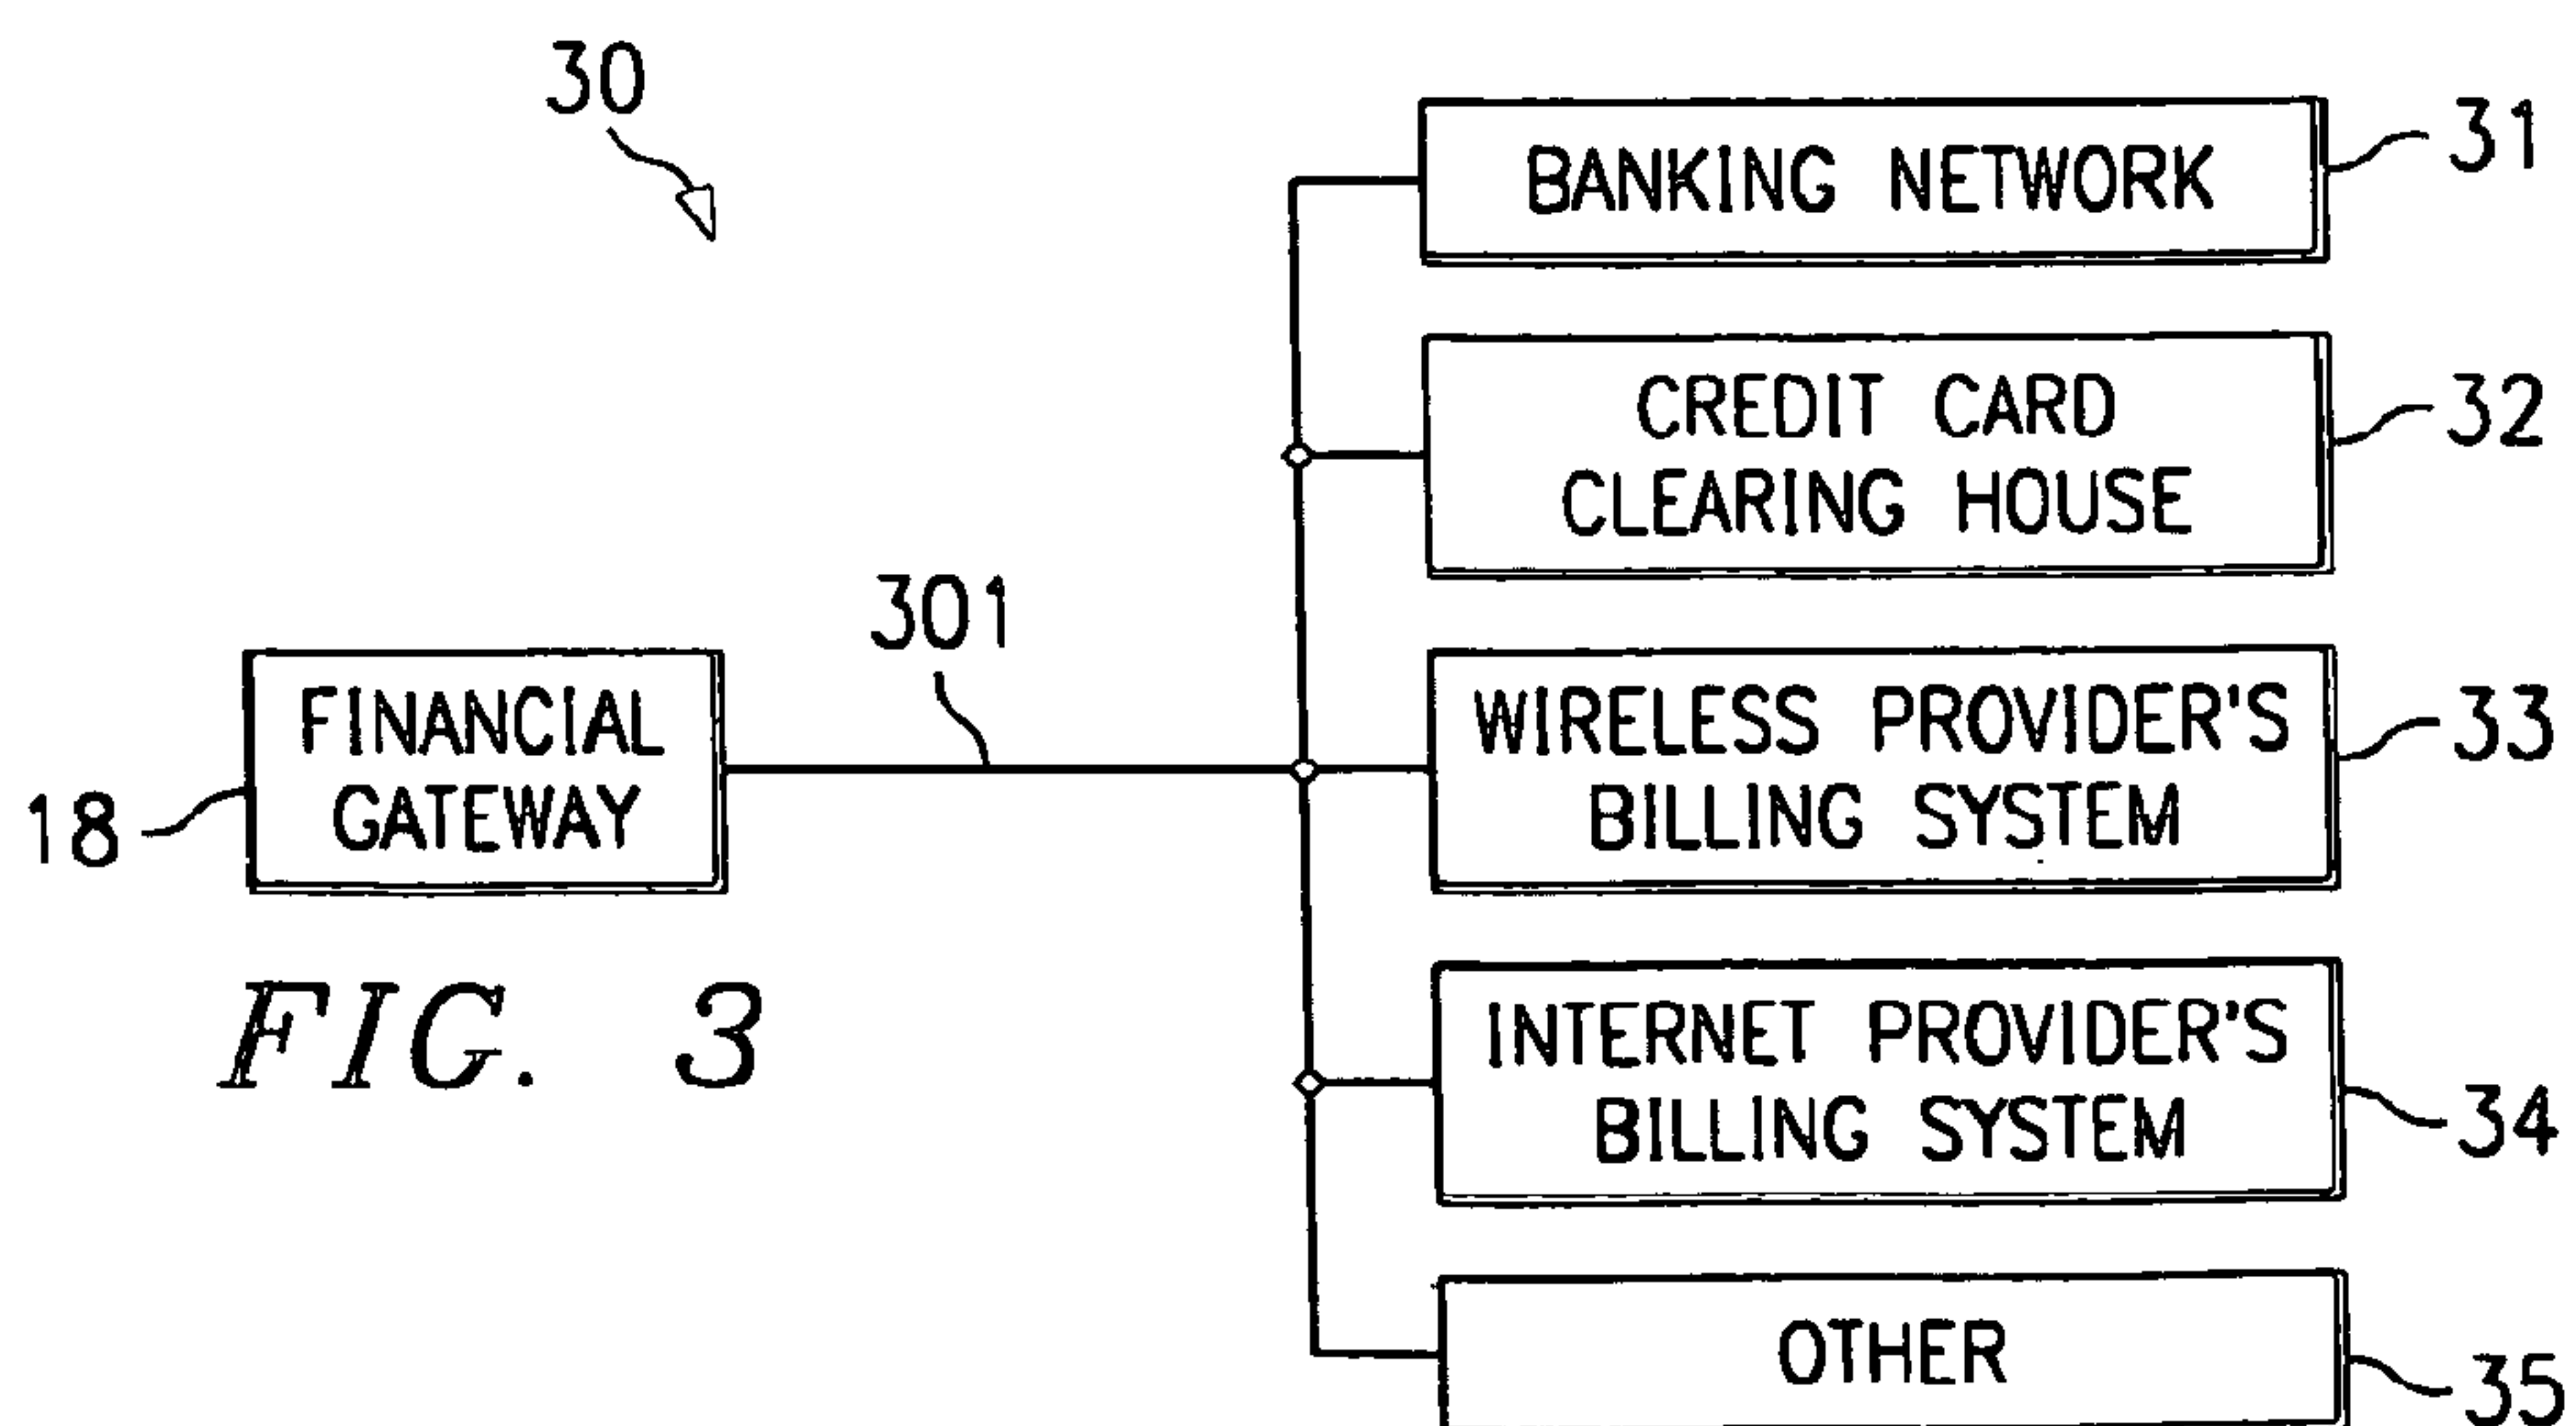 30
BANKING NETWORK
31
CREDIT CARD
CLEARING HOUSE
32
301
FINANCIAL
GATEWAY
18
WIRELESS PROVIDER'S
BILLING SYSTEM
33
FIG. 3
INTERNET PROVIDER'S
BILLING SYSTEM
34
OTHER
35